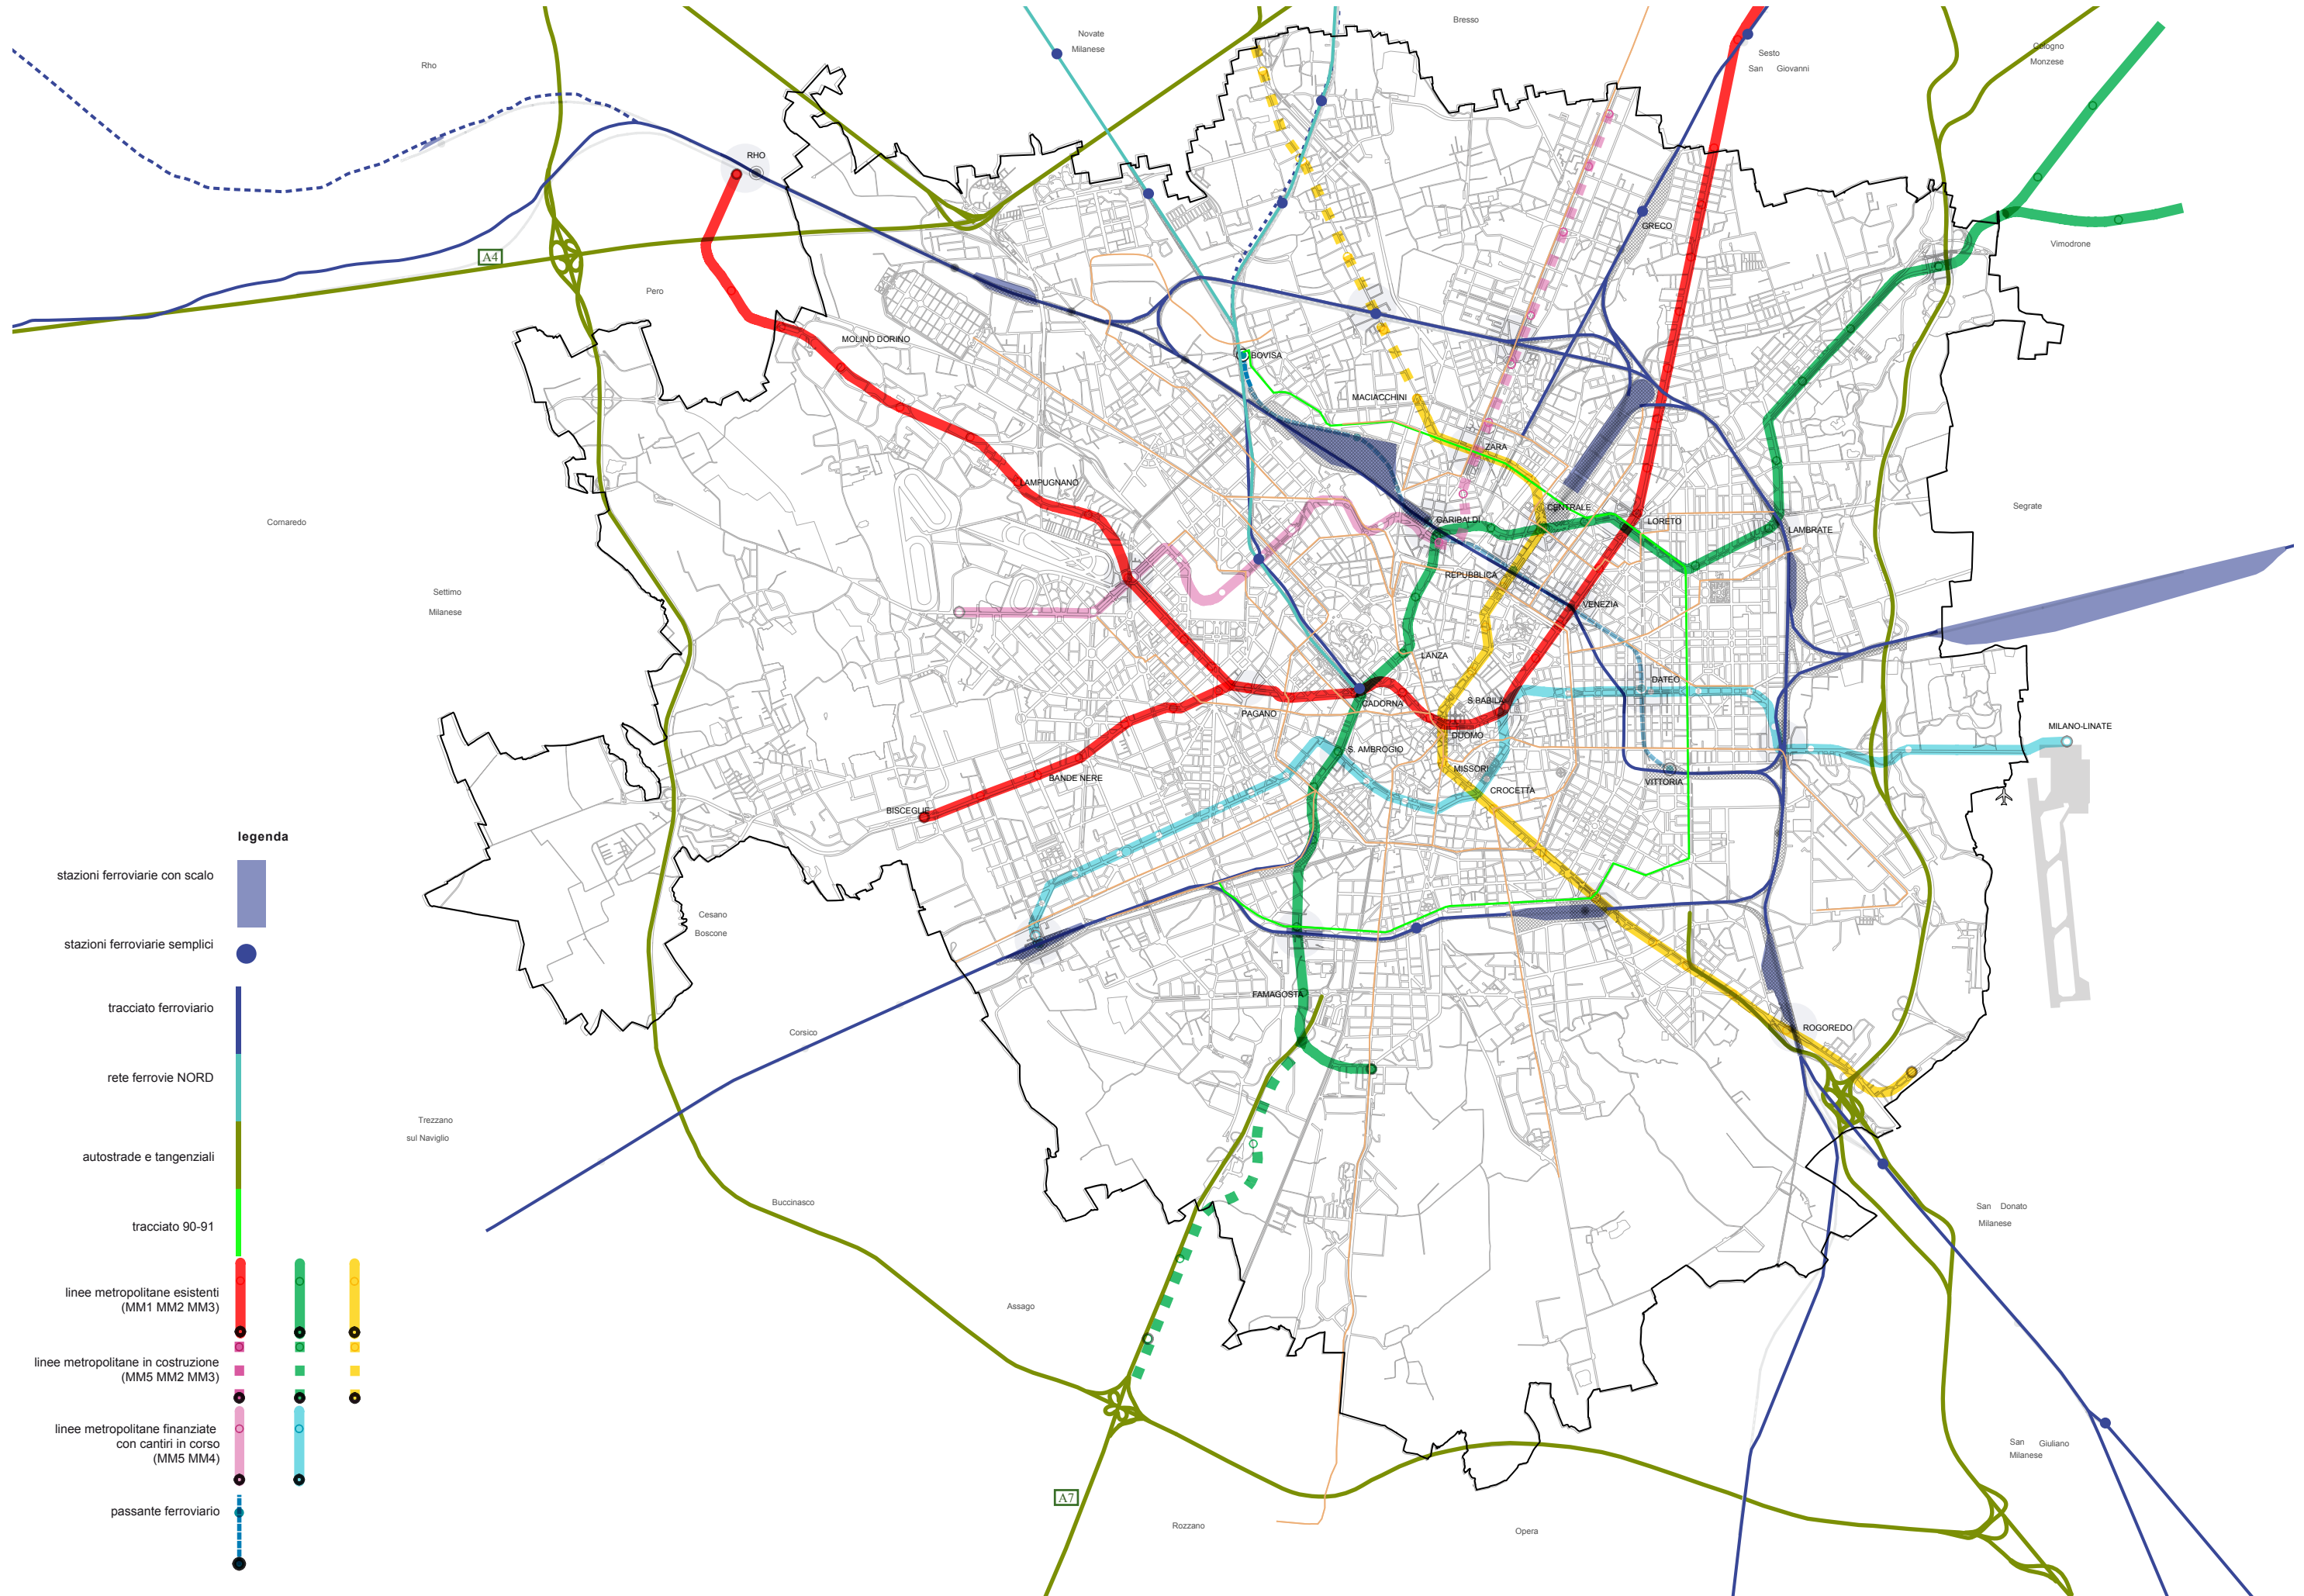 Bresso
Novate
Milanese
Cologno
Monzese
Sesto
San Giovanni
Rho
RHO
GRECO
Vimodrone
A4
Pero
MOLINO DORINO
BOVISA
MACIACCHINI
ZARA
LAMPUGNANO
CENTRALE
Segrate
GARIBALDI
LORETO
Cornaredo
LAMBRATE
REPUBBLICA
Settimo
Milanese
VENEZIA
LANZA
DATEO
S.BABILA
CADORNA
PAGANO
MILANO-LINATE
DUOMO
S. AMBROGIO
MISSORI
BANDE NERE
VITTORIA
CROCETTA
BISCEGLIE
legenda
stazioni ferroviarie con scalo
Cesano
Boscone
stazioni ferroviarie semplici
FAMAGOSTA
tracciato ferroviario
ROGOREDO
Corsico
rete ferrovie NORD
Trezzano
sul Naviglio
autostrade e tangenziali
Buccinasco
San Donato
Milanese
tracciato 90-91
linee metropolitane esistenti
(MM1 MM2 MM3)
Assago
linee metropolitane in costruzione
(MM5 MM2 MM3)
linee metropolitane finanziate
con cantiri in corso
(MM5 MM4)
San Giuliano
Milanese
A7
passante ferroviario
Rozzano
Opera